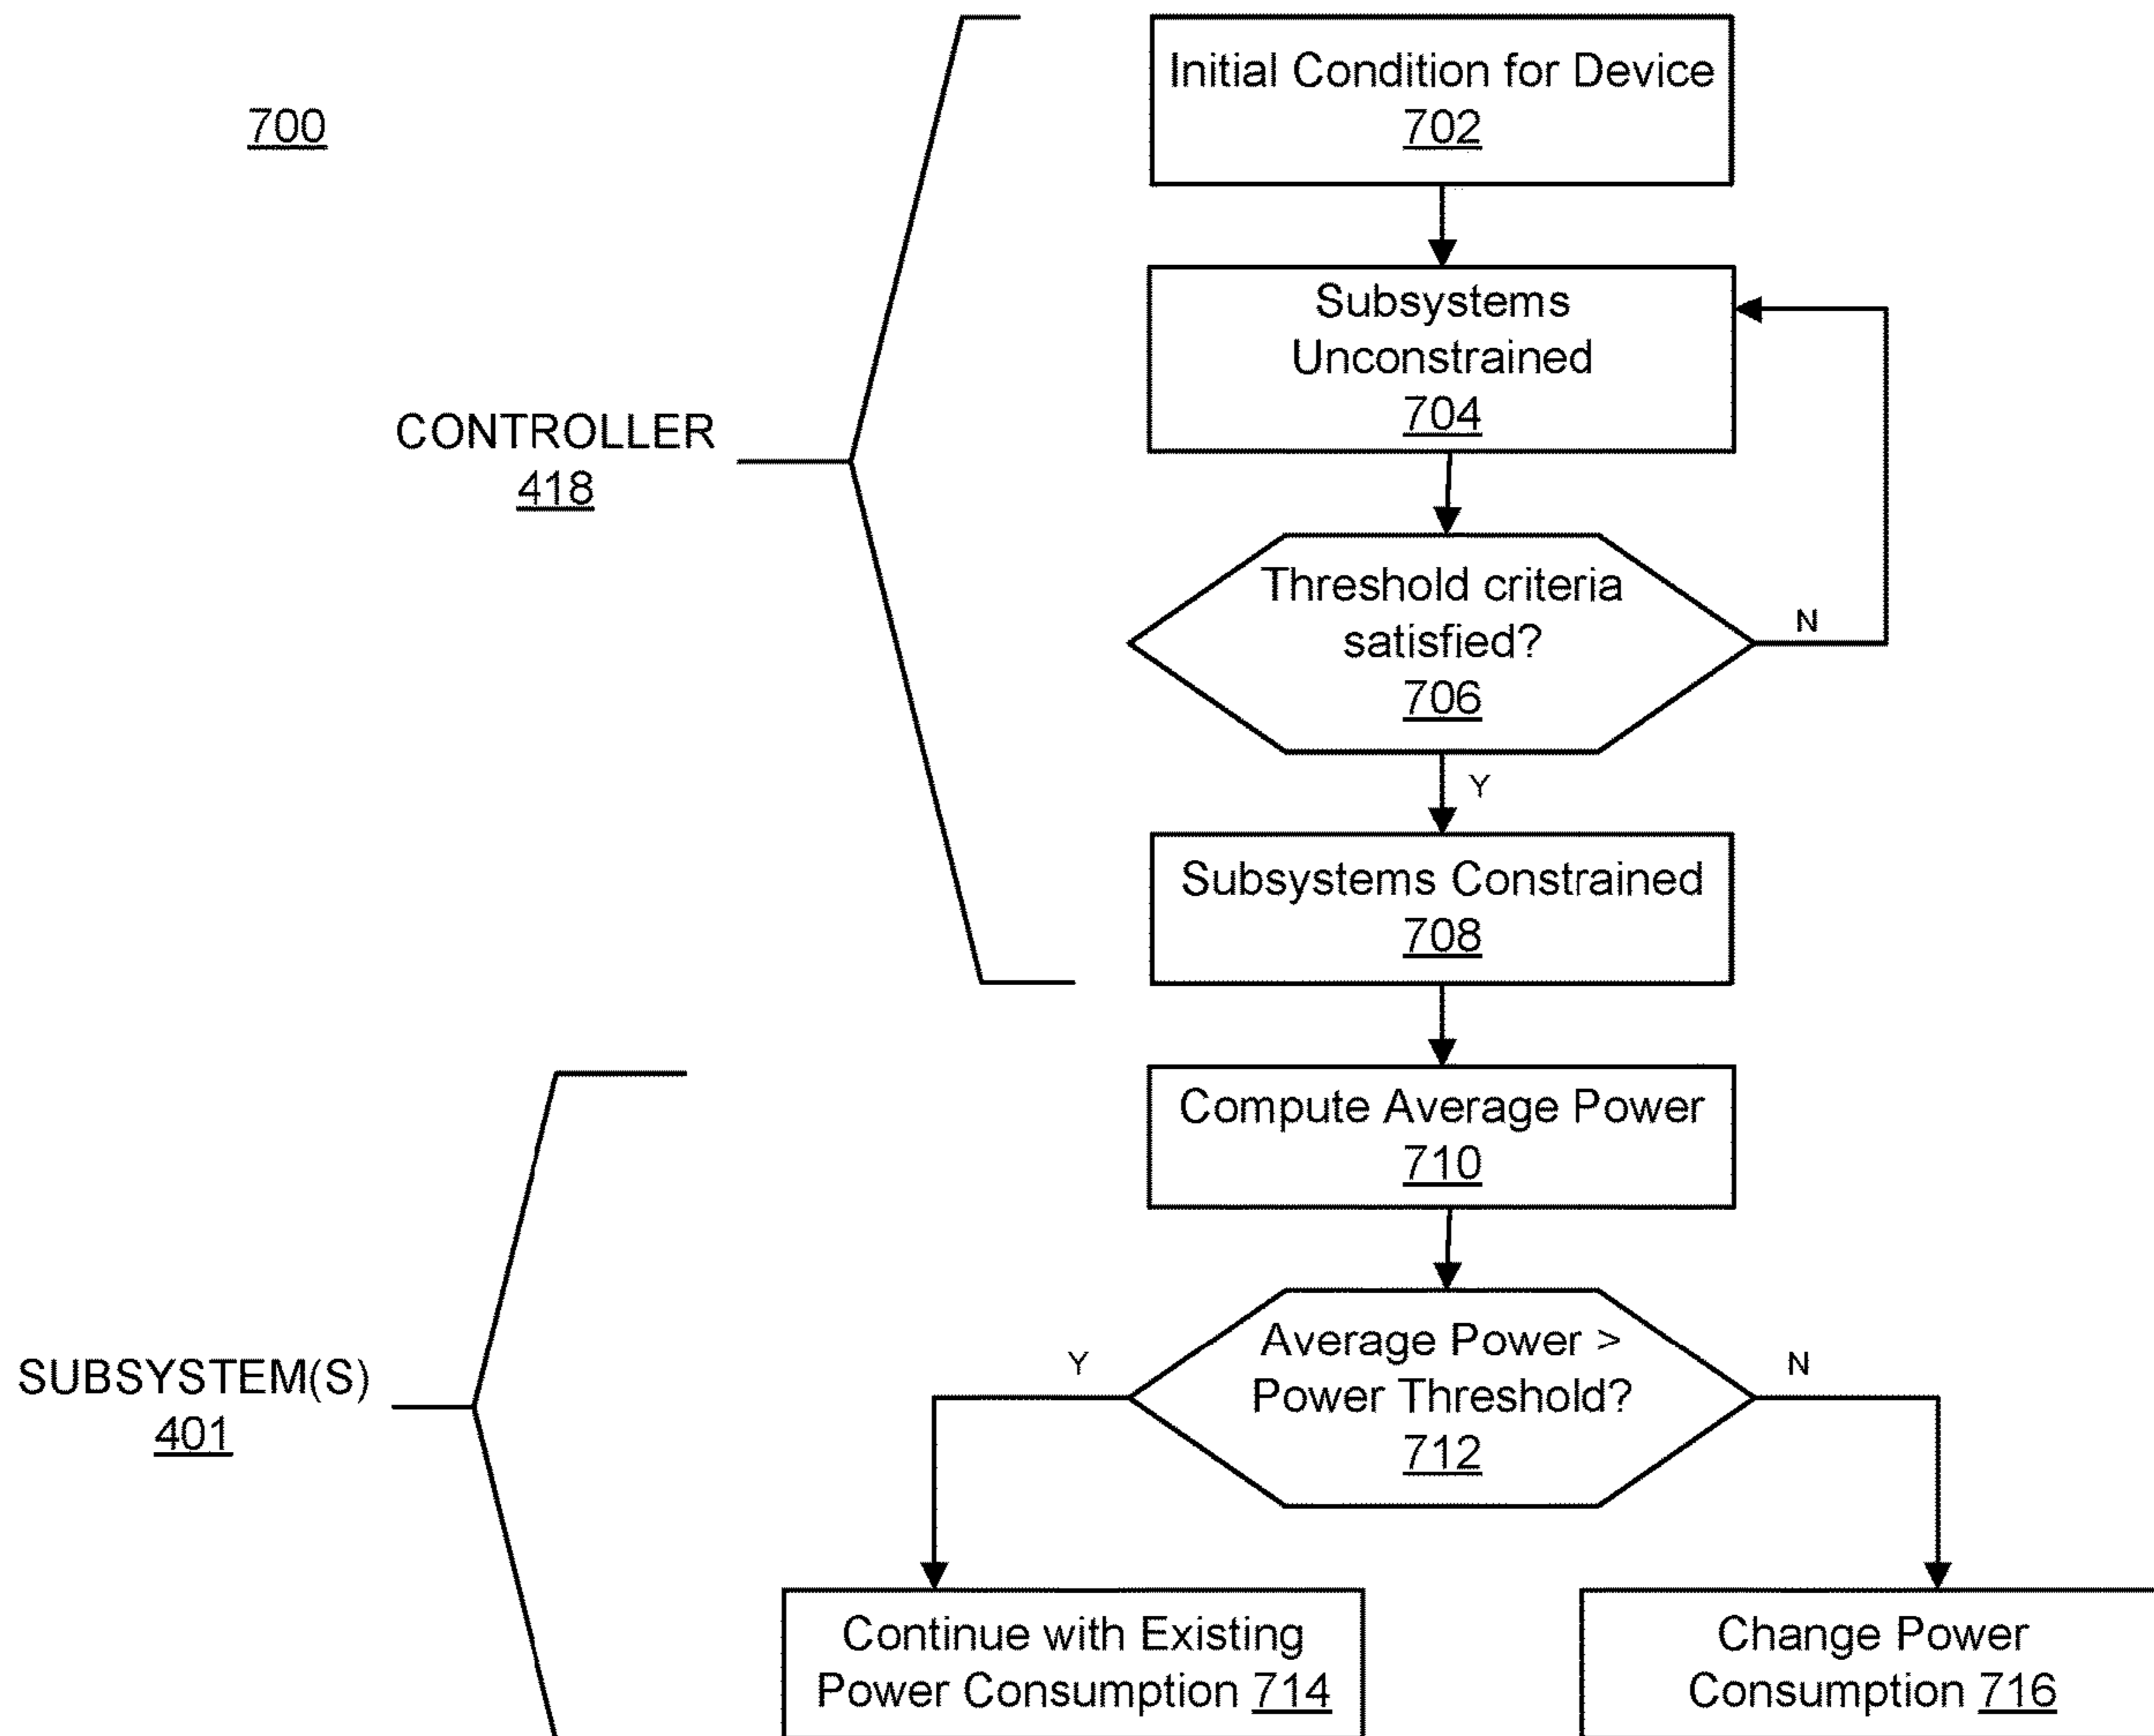 700
Initial Condition for Device
702
Subsystems
Unconstrained
704
CONTROLLER
418
Threshold criteria
satisfied?
706
N
Y
Subsystems Constrained
708
Compute Average Power
710
SUBSYSTEM(S)
401
Average Power >
Power Threshold?
712
Y
N
Continue with Existing
Power Consumption 714
Change Power
Consumption 716